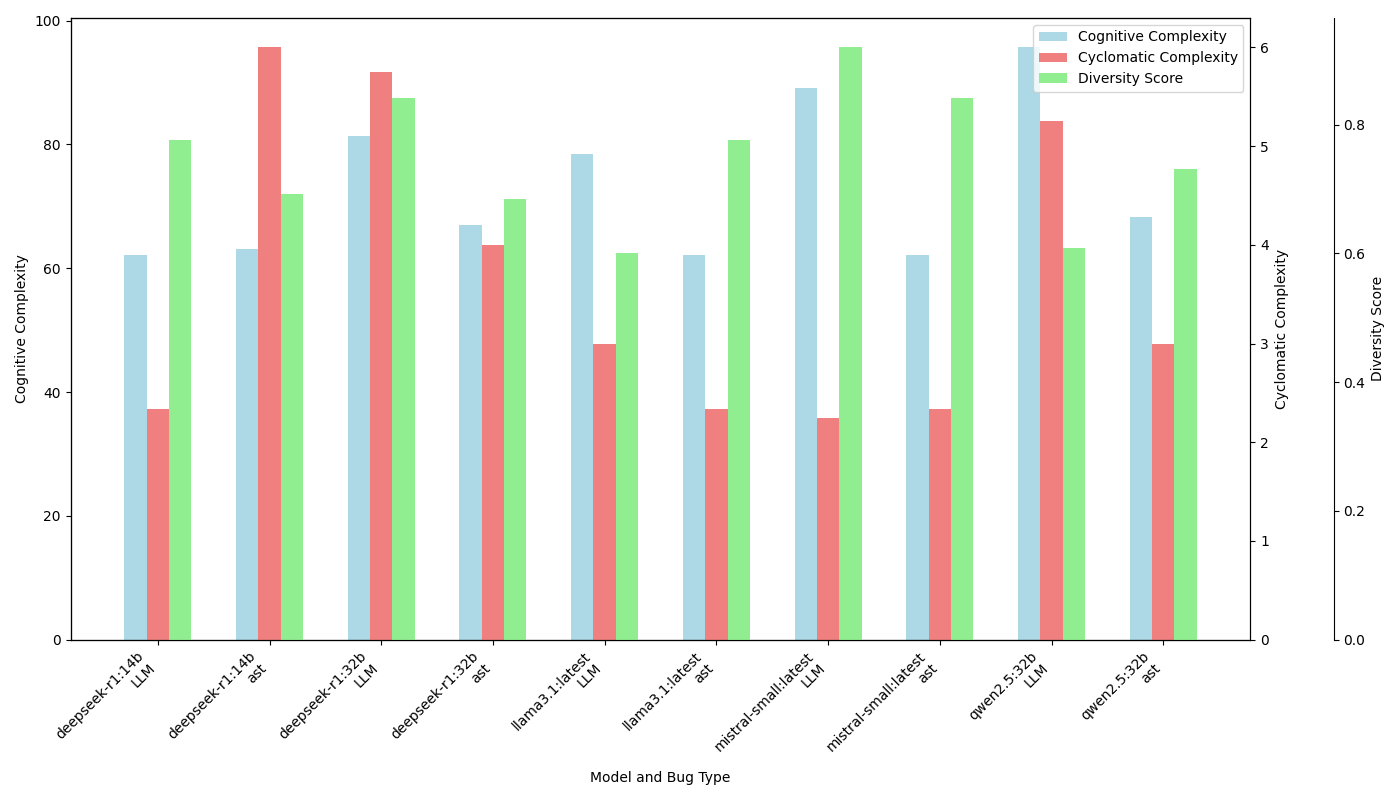 100
80
60
40
20
0
Cognitive Complexity
Cognitive Complexity
Cyclomatic Complexity
Diversity Score
6
5
4
3
2
1
0
Cyclomatic Complexity
0.8
0.6
0.4
0.2
0.0
Diversity Score
deepseek-r1:14b
LLM
deepseek-r1:14b
ast
deepseek-r1:32b
LLM
deepseek-r1:32b
ast
llama3.1:latest
LLM
llama3.1:latest
ast
mistral-small:latest
LLM
mistral-small:latest
ast
qwen2.5:32b
LLM
qwen2.5:32b
ast
Model and Bug Type